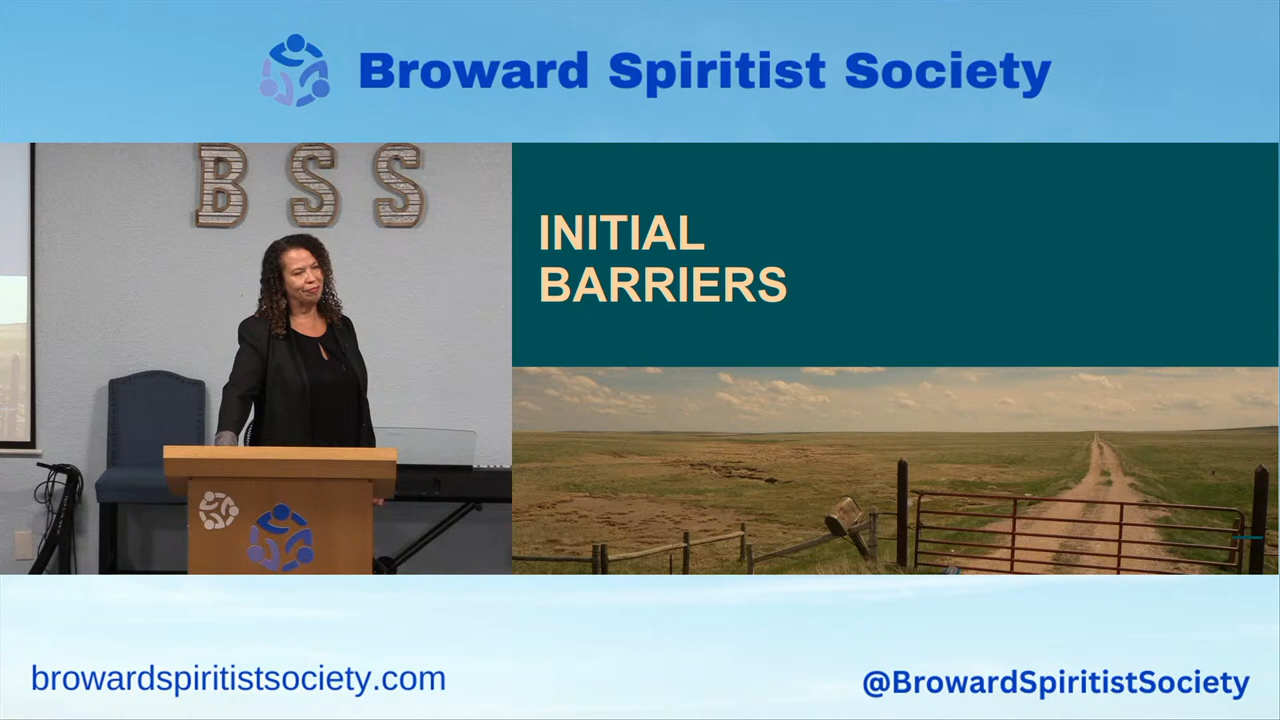 Broward Spiritist Society
BSS
INITIAL
BARRIERS
browardspiritistsociety.com
@BrowardSpiritistSociety